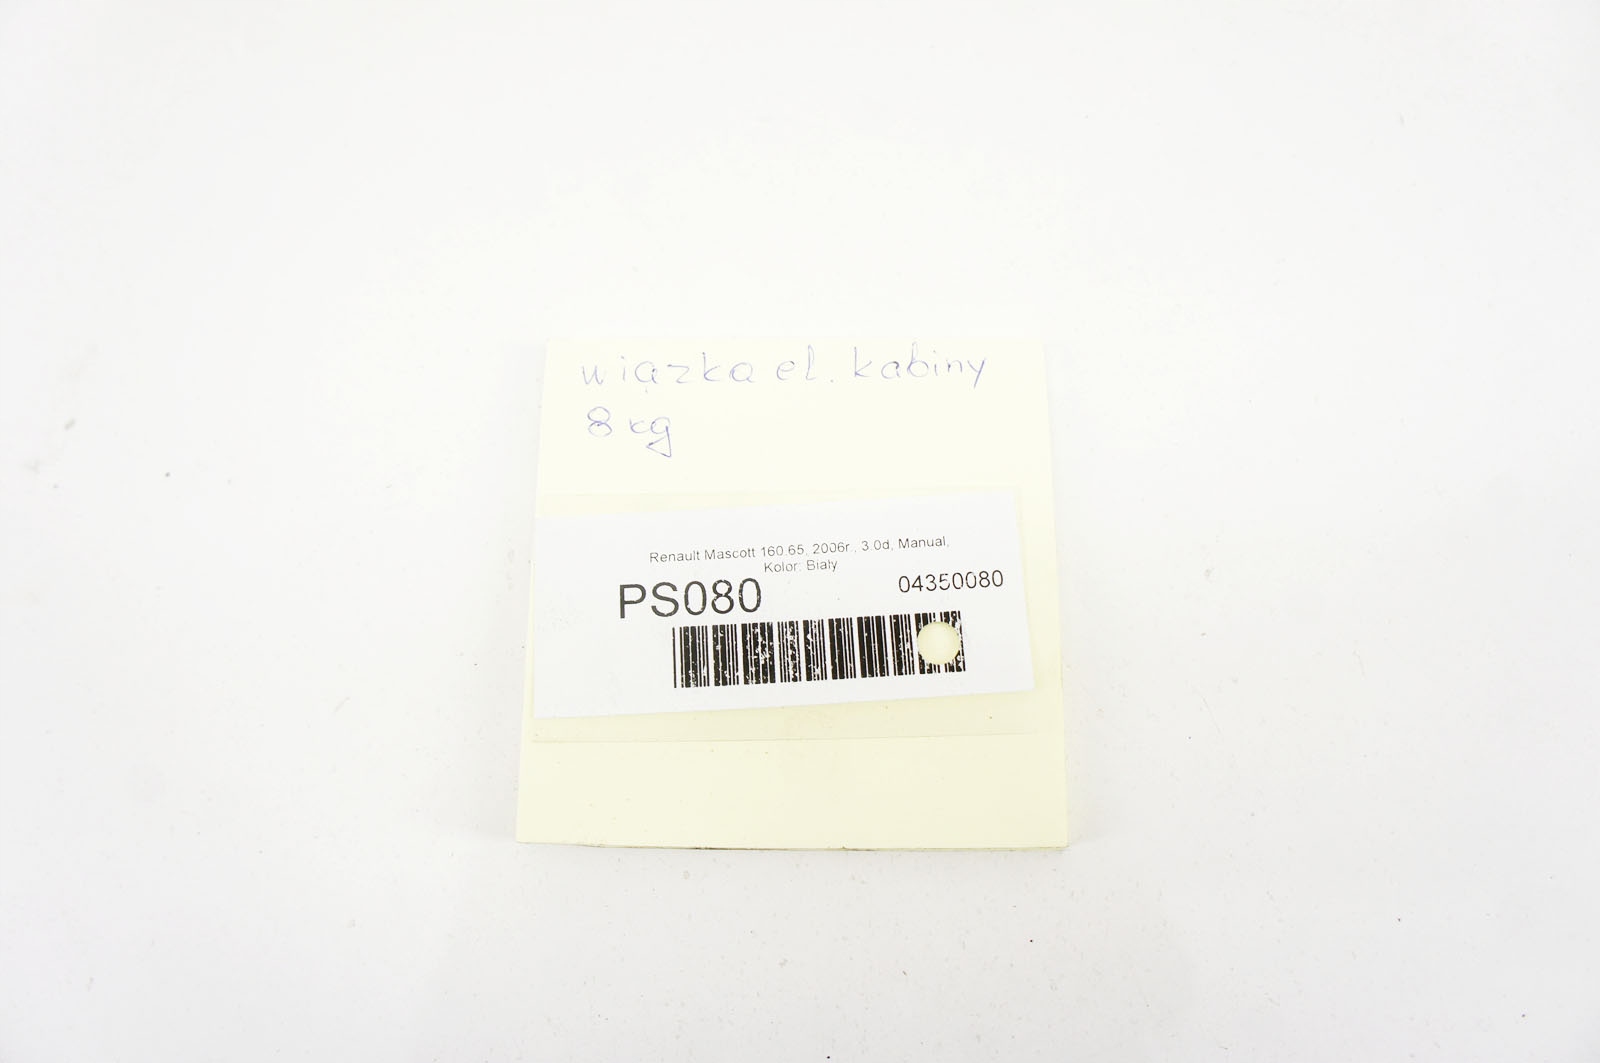 wiązka el. kabiny
8 kg
Renault Mascott 160.65, 2006r., 3.0d, Manual,
Kolor: Biały
PS080
04350080